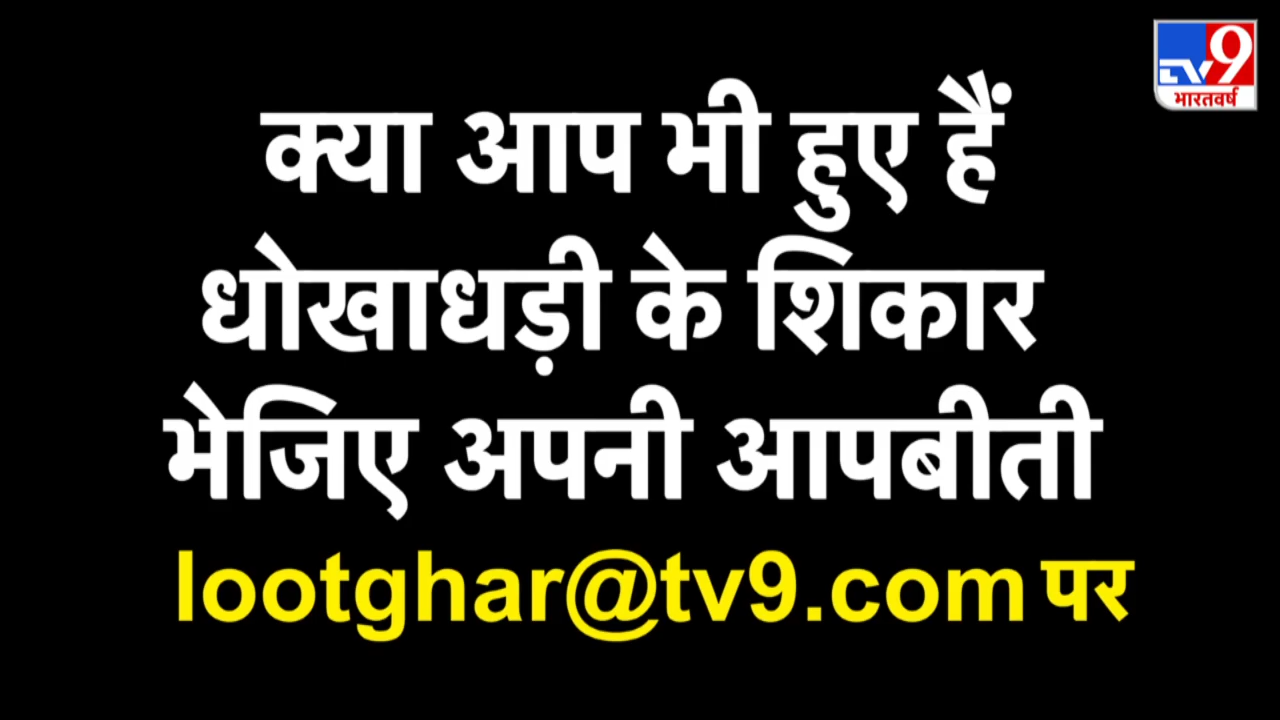 TV9
भारतवर्ष
क्या आप भी हुए हैं
धोखाधड़ी के शिकार
भेजिए अपनी आपबीती
lootghar@tv9.com पर